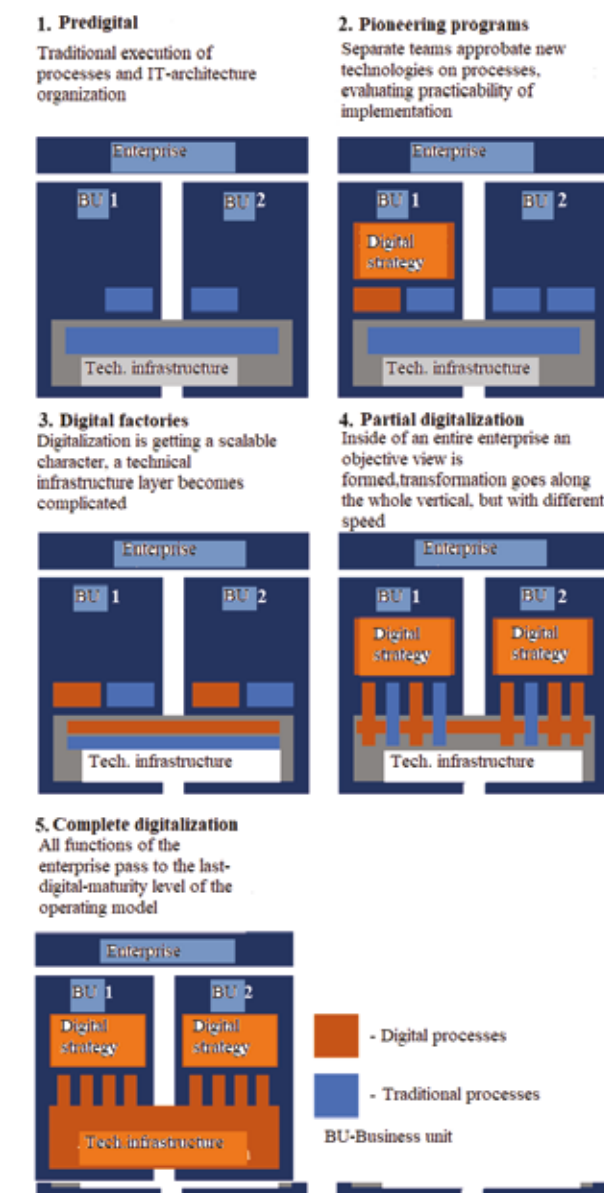 1. Predigital
Traditional execution of
processes and IT-architecture
organization
Enterprise
BU 1
BU 2
Tech. infrastructure
2. Pioneering programs
Separate teams approbate new
technologies on processes,
evaluating practicability of
implementation
Enterprise
BU 1
BU 2
Digital
strategy
Tech. infrastructure
3. Digital factories
Digitalization is getting a scalable
character, a technical
infrastructure layer becomes
complicated
Enterprise
BU 1
BU 2
Tech. infrastructure
4. Partial digitalization
Inside of an entire enterprise an
objective view is
formed,transformation goes along
the whole vertical, but with different
speed
Enterprise
BU 1
BU 2
Digital
strategy
Digital
strategy
Tech. infrastructure
5. Complete digitalization
All functions of the
enterprise pass to the last-
digital-maturity level of the
operating model
Enterprise
BU 1
BU 2
Digital
strategy
Digital
strategy
Tech infrastructure
- Digital processes
- Traditional processes
BU-Business unit